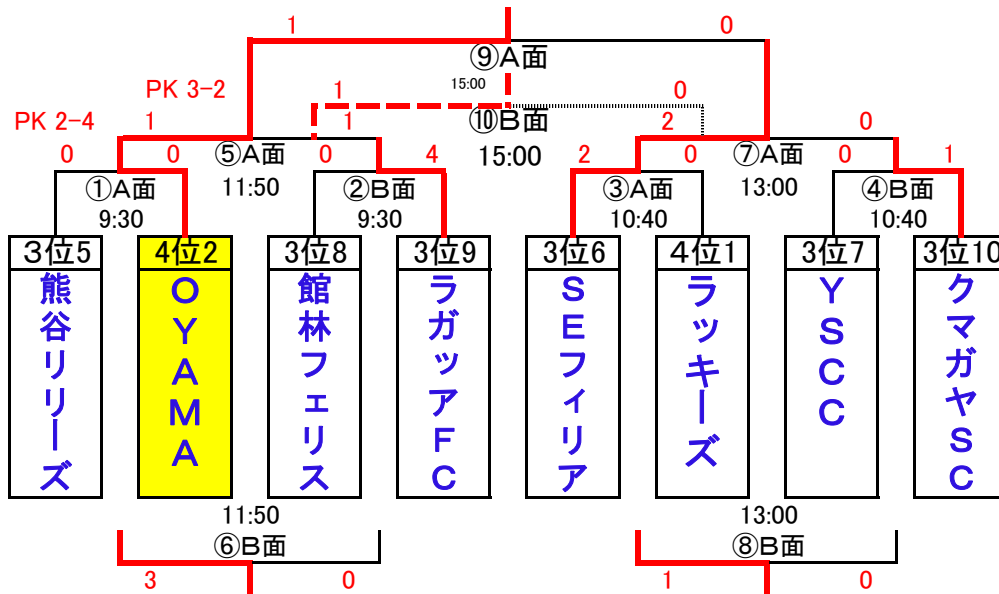 1 0
⑨A面
PK 3-2 1 15:00 0
⑩B面
PK 2-4 1 1 2 0
15:00
0 0 ⑤A面 0 4 2 0 ⑦A面 0 1
①A面 11:50 ②B面 ③A面 13:00 ④B面
9:30 9:30 10:40 10:40
3位5 4位2 3位8 3位9 3位6 4位1 3位7 3位10
熊谷リリーズ
OYAMA
館林フェリス
ラガッツァFC
SEフィリア
ラッキーズ
YSCC
クマガヤSC
11:50 13:00
⑥B面 ⑧B面
3 0 1 0